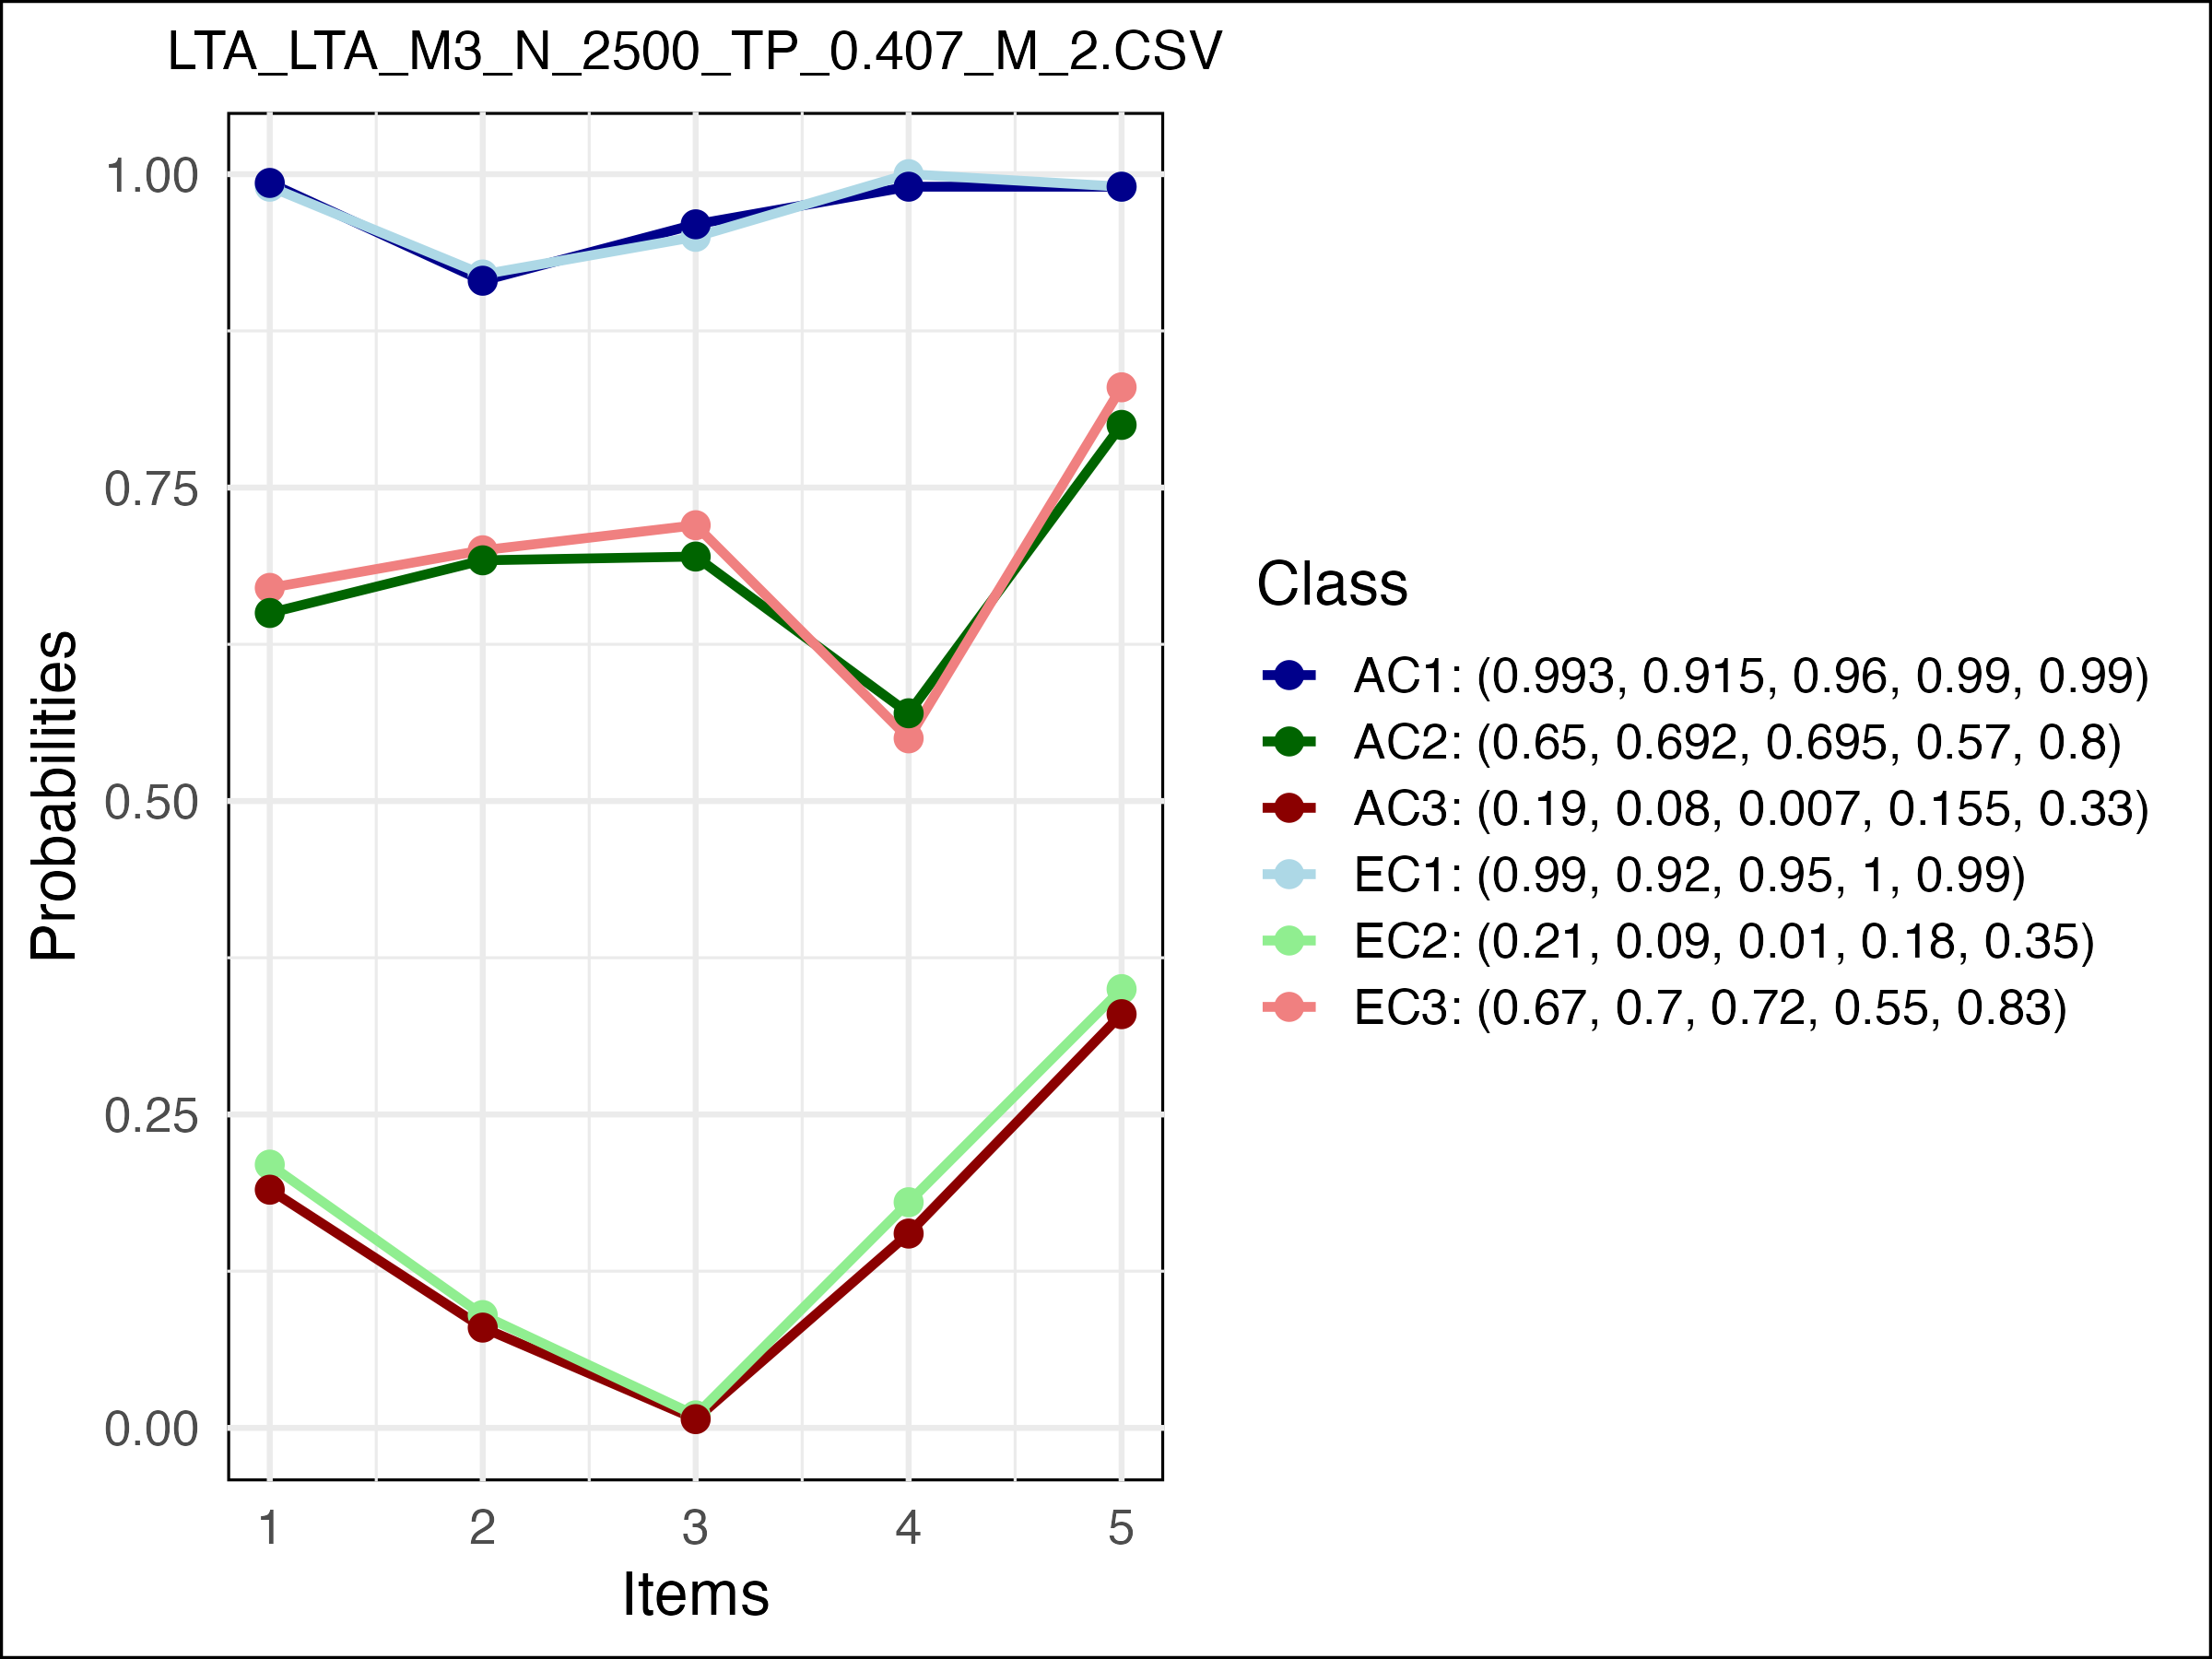 LTA_LTA_M3_N_2500_TP_0.407_M_2.CSV
1.00
0.75
0.50
0.25
0.00
Probabilities
1 2 3 4 5
Items
Class
AC1: (0.993, 0.915, 0.96, 0.99, 0.99)
AC2: (0.65, 0.692, 0.695, 0.57, 0.8)
AC3: (0.19, 0.08, 0.007, 0.155, 0.33)
EC1: (0.99, 0.92, 0.95, 1, 0.99)
EC2: (0.21, 0.09, 0.01, 0.18, 0.35)
EC3: (0.67, 0.7, 0.72, 0.55, 0.83)